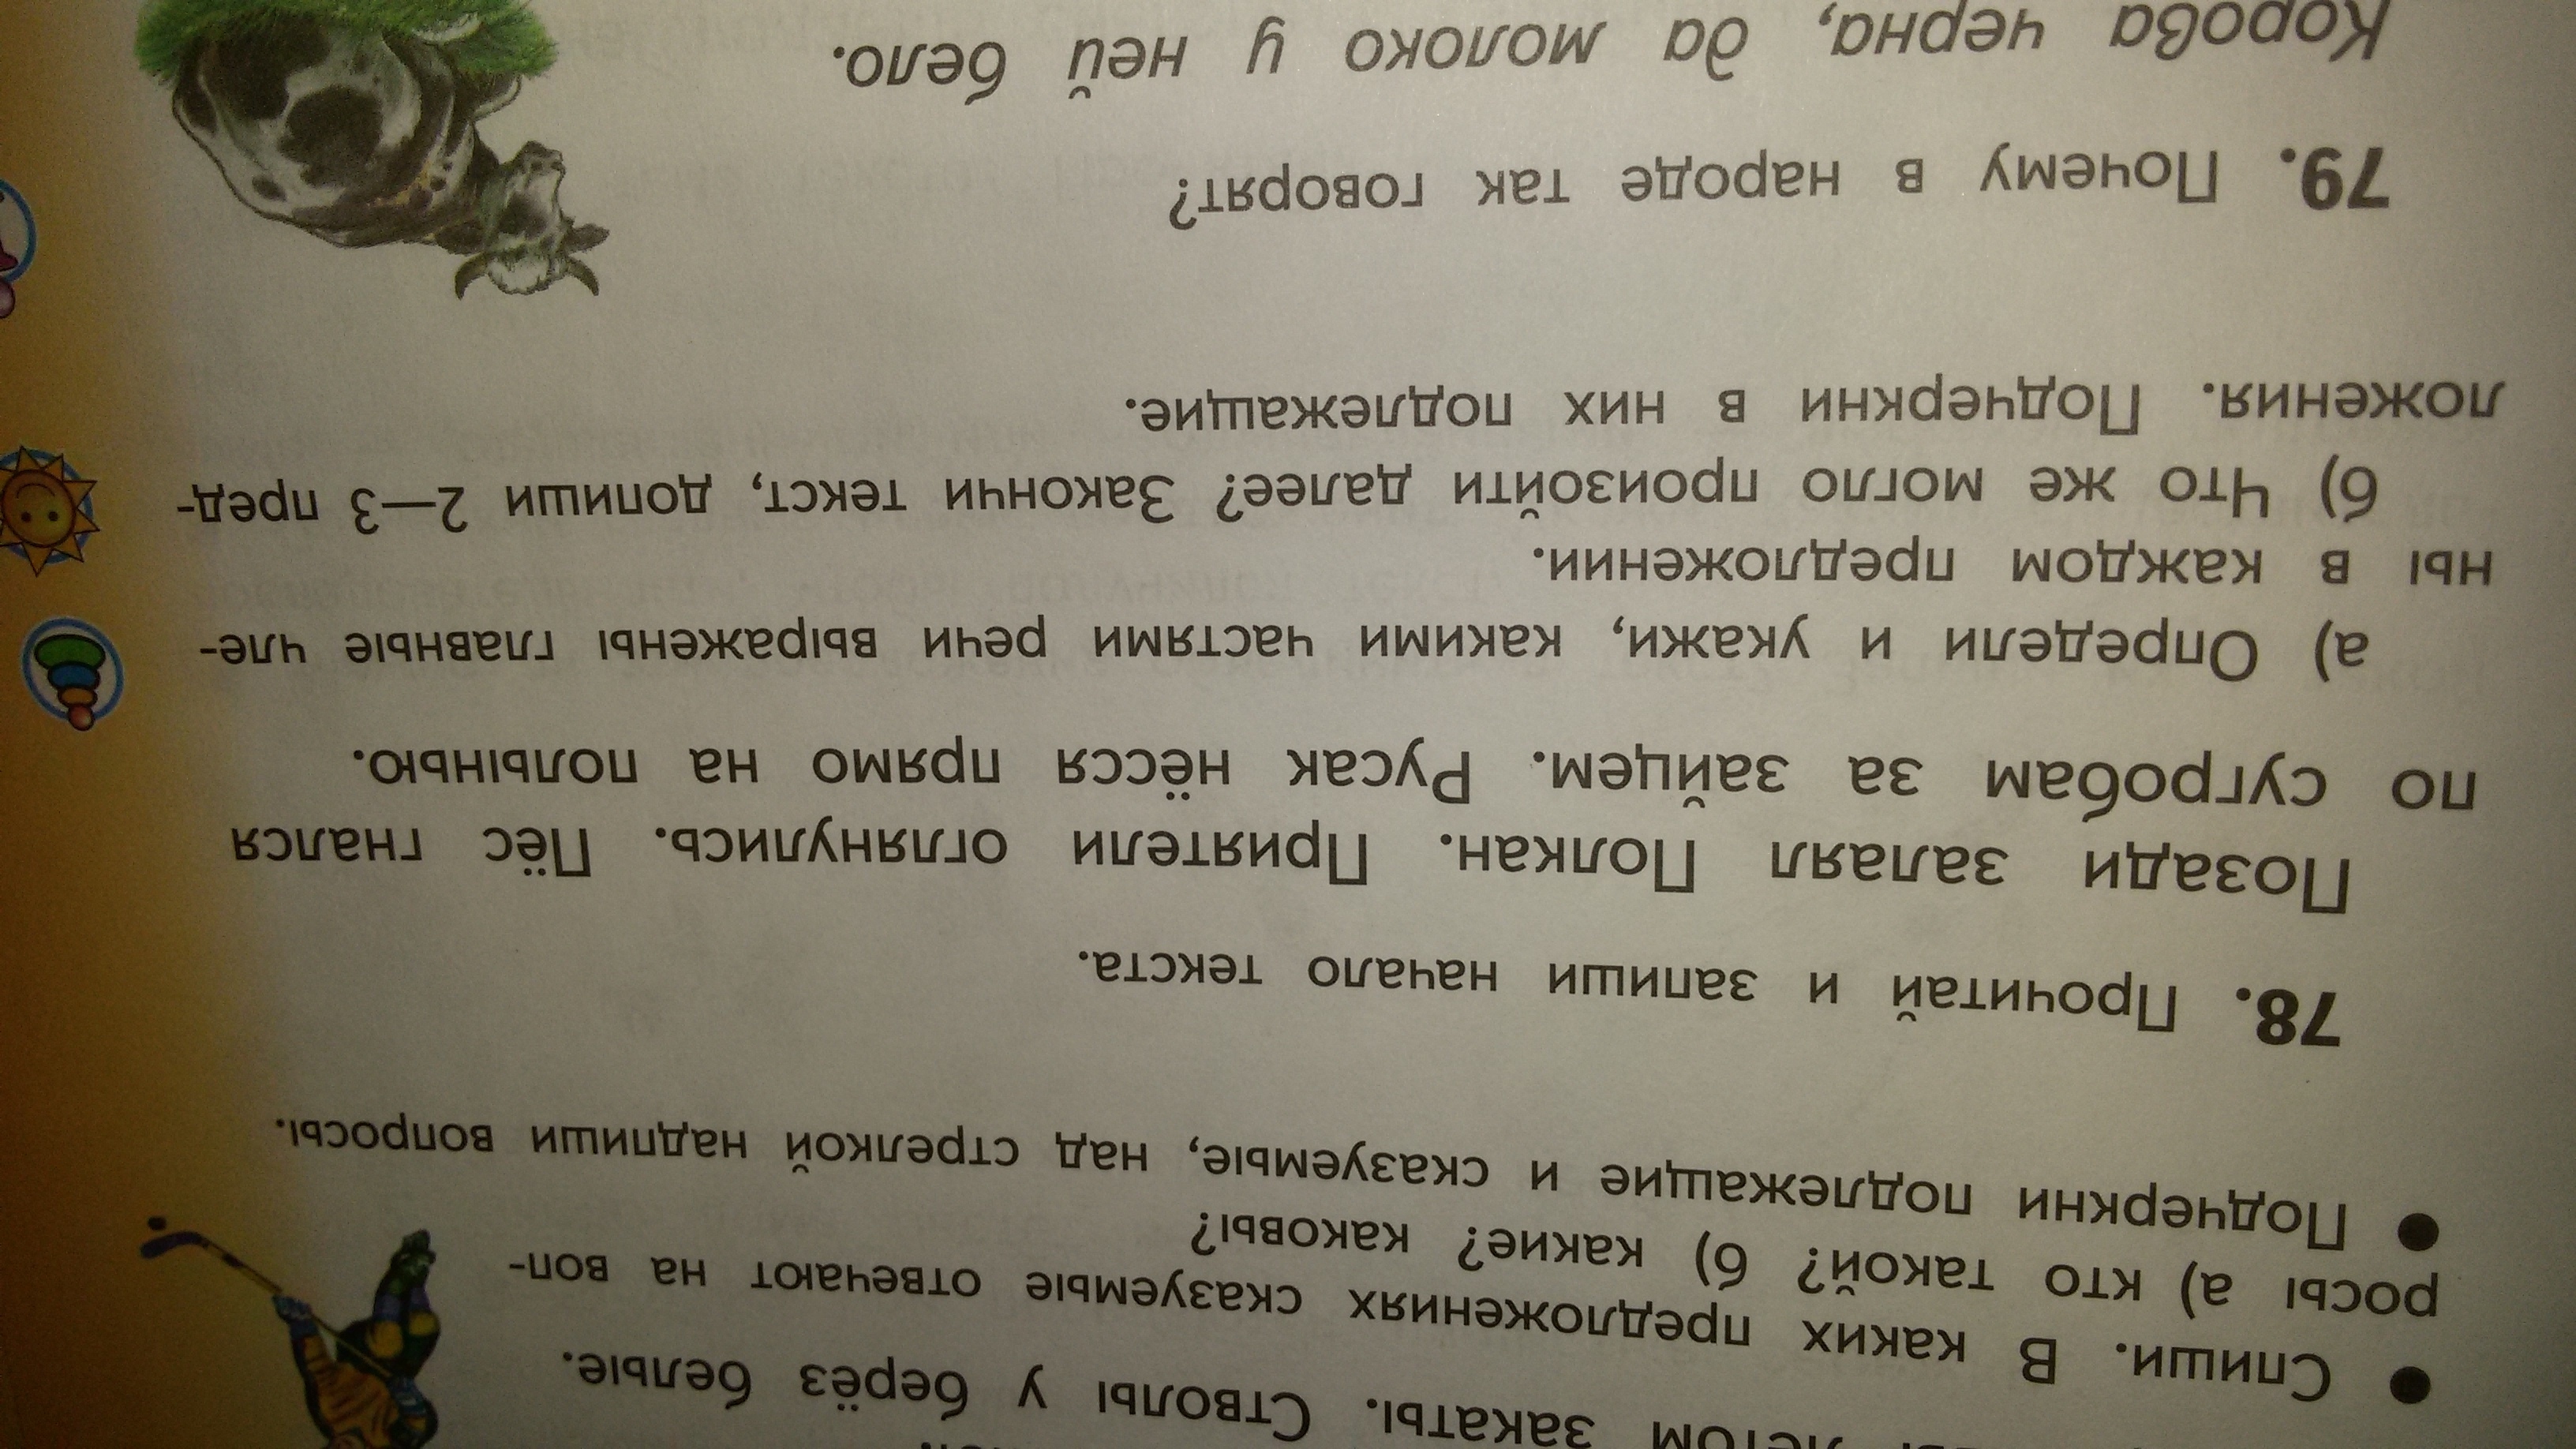 летом закаты. Стволы у берёз белые.
● Спиши. В каких предложениях сказуемые отвечают на воп-
росы а) кто такой? б) какие? каковы?
● Подчеркни подлежащие и сказуемые, над стрелкой надпиши вопросы.
78. Прочитай и запиши начало текста.
Позади залаял Полкан. Приятели оглянулись. Пёс гнался
по сугробам за зайцем. Русак нёсся прямо на полынью.
а) Определи и укажи, какими частями речи выражены главные чле-
ны в каждом предложении.
б) Что же могло произойти далее? Закончи текст, допиши 2—3 пред-
ложения. Подчеркни в них подлежащие.
79. Почему в народе так говорят?
Корова черна, да молоко у ней бело.